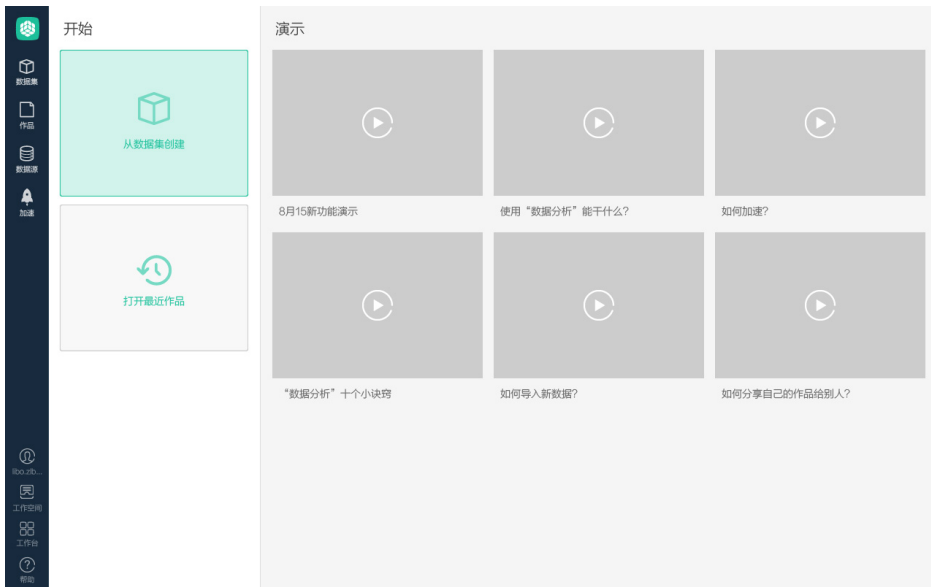 数据集
作品
数据源
加速
libo.zlb...
工作空间
工作台
帮助
开始
从数据集创建
打开最近作品
演示
8月15新功能演示
使用“数据分析”能干什么?
如何加速?
“数据分析”十个小诀窍
如何导入新数据?
如何分享自己的作品给别人?